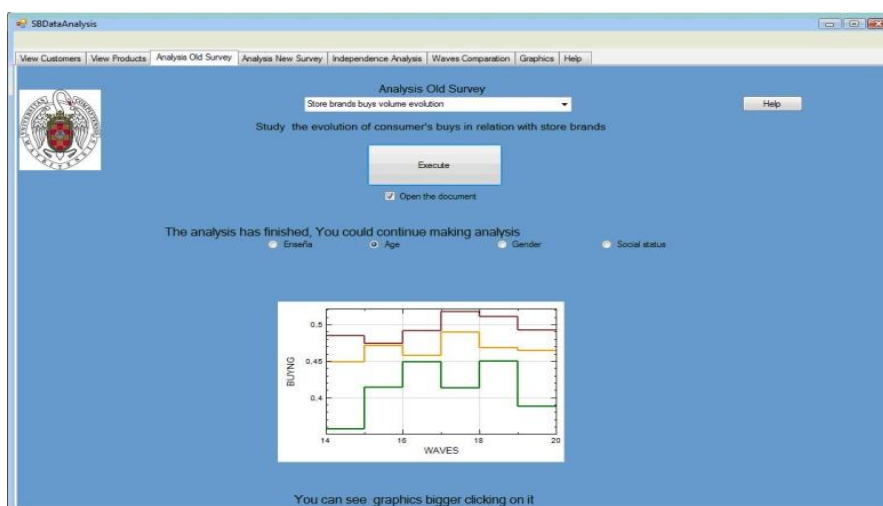 SBDataAnalysis
View Customers View Products Analysis Old Survey Analysis New Survey Independence Analysis Waves Comparation Graphics Help
Analysis Old Survey
Store brands buys volume evolution
Help
Study the evolution of consumer's buys in relation with store brands
Execute
Open the document
The analysis has finished, You could continue making analysis
Enseña Age Gender Social status
0,5
0,45
0,4
BUYNG
14 16 18 20
WAVES
You can see graphics bigger clicking on it